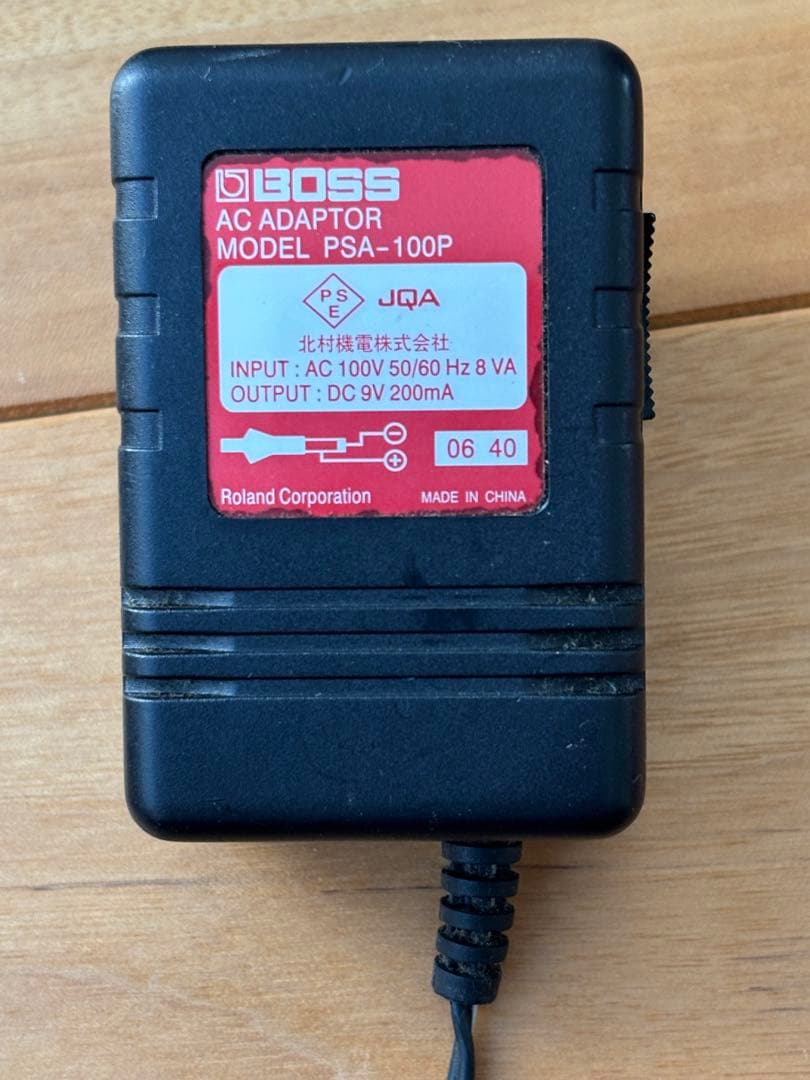 BOSS
AC ADAPTOR
MODEL PSA-100P
PSE JQA
北村機電株式会社
INPUT : AC 100V 50/60 Hz 8 VA
OUTPUT : DC 9V 200mA
06 40
Roland Corporation MADE IN CHINA